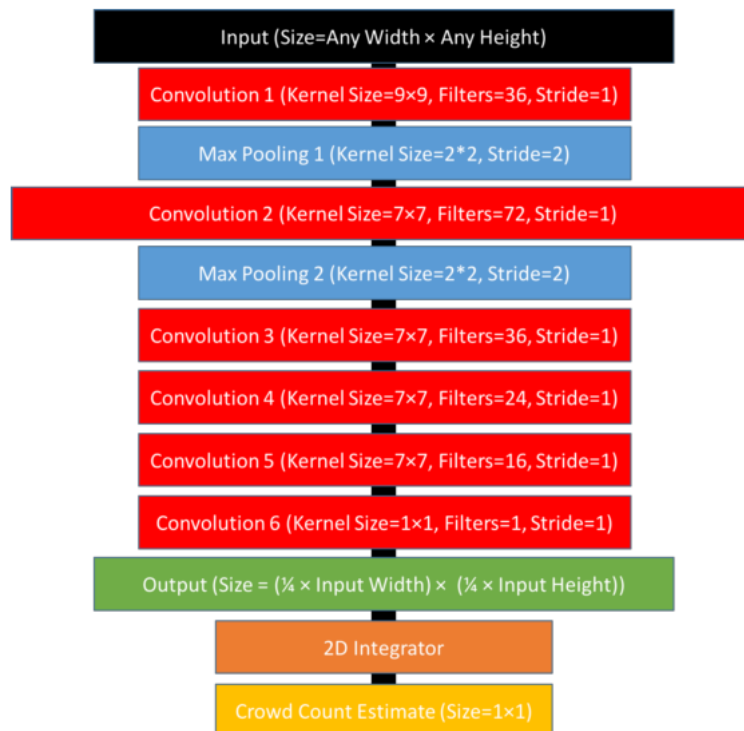 Input (Size=Any Width × Any Height)
Convolution 1 (Kernel Size=9×9, Filters=36, Stride=1)
Max Pooling 1 (Kernel Size=2*2, Stride=2)
Convolution 2 (Kernel Size=7×7, Filters=72, Stride=1)
Max Pooling 2 (Kernel Size=2*2, Stride=2)
Convolution 3 (Kernel Size=7×7, Filters=36, Stride=1)
Convolution 4 (Kernel Size=7×7, Filters=24, Stride=1)
Convolution 5 (Kernel Size=7×7, Filters=16, Stride=1)
Convolution 6 (Kernel Size=1×1, Filters=1, Stride=1)
Output (Size = (¼ × Input Width) × (¼ × Input Height))
2D Integrator
Crowd Count Estimate (Size=1×1)